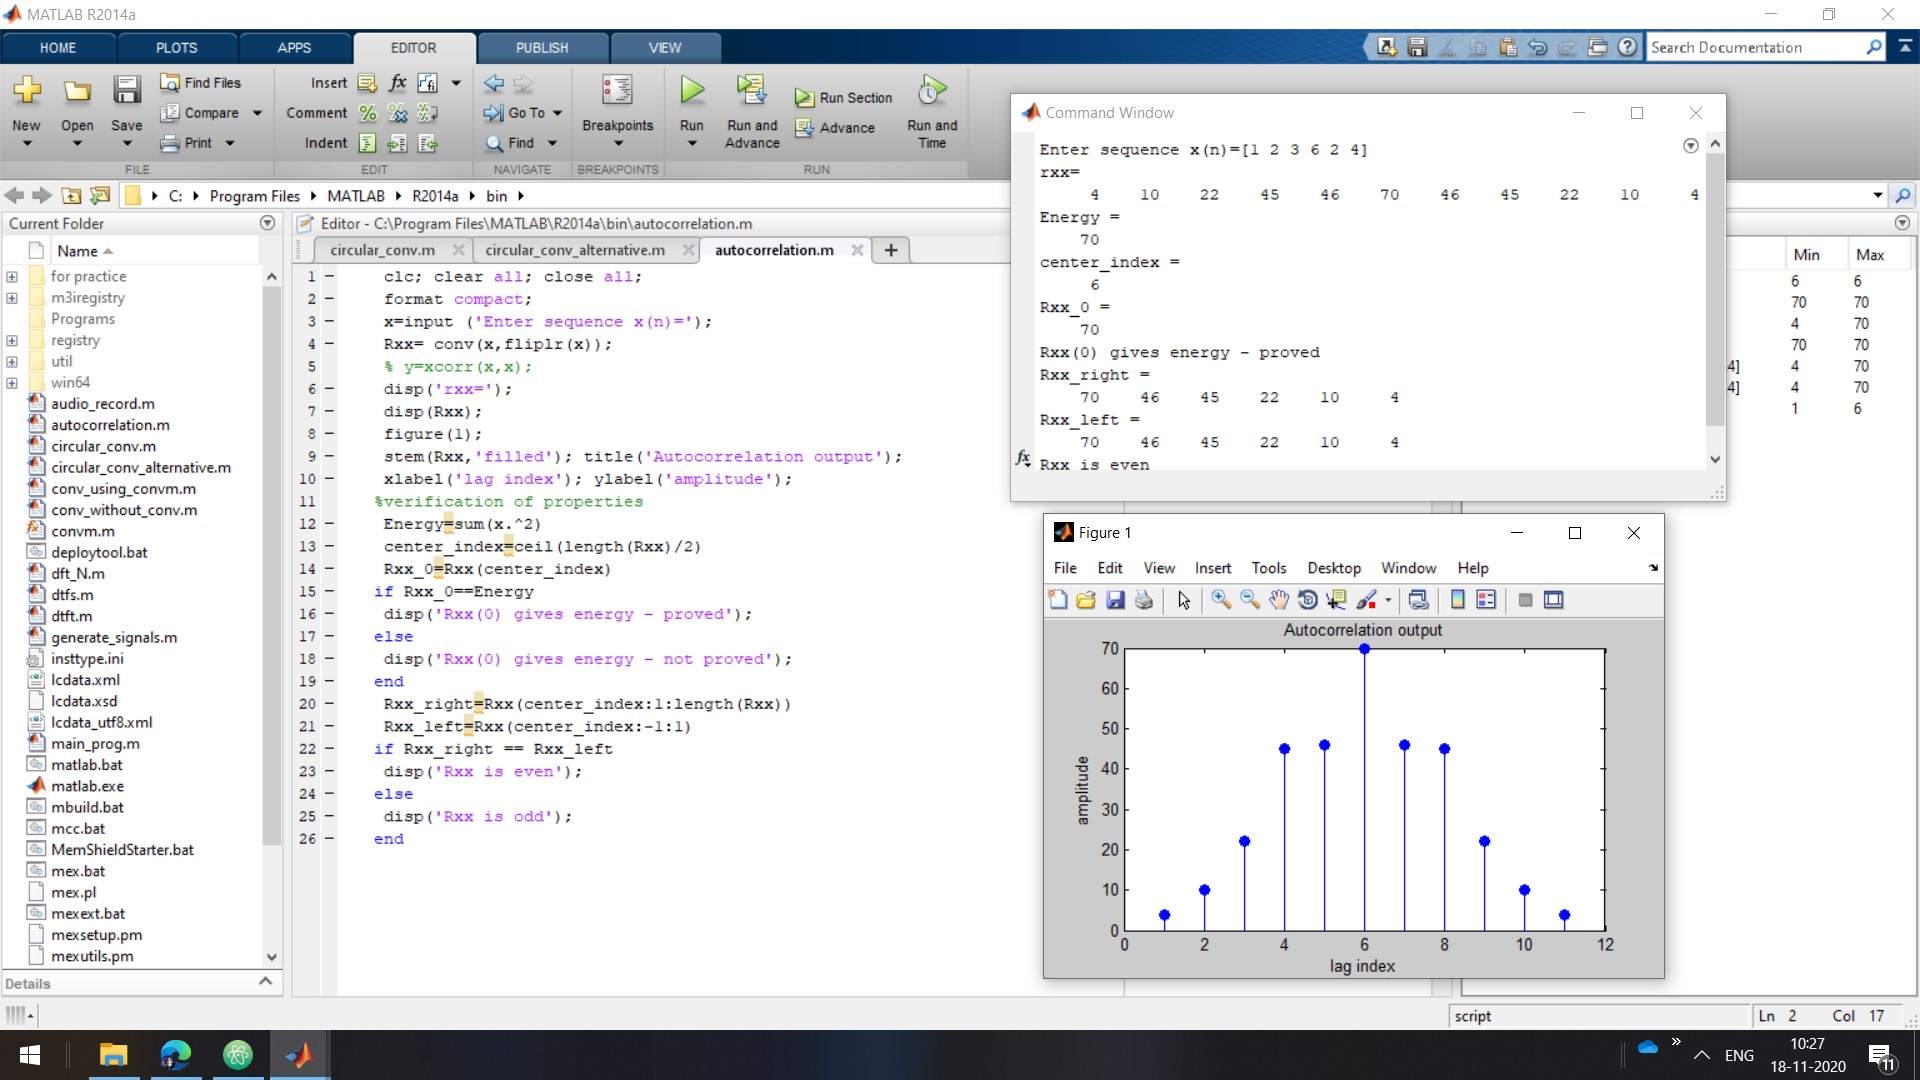 MATLAB R2014a
HOME PLOTS APPS EDITOR PUBLISH VIEW
Search Documentation
New Open Save
Find Files
Compare
Print
FILE
Insert fx
Comment
Indent
EDIT
Go To
Find
NAVIGATE
Breakpoints
BREAKPOINTS
Run
Run and Advance
Run Section
Advance
Run and Time
RUN
C: Program Files MATLAB R2014a bin
Current Folder
Name
for practice
m3iregistry
Programs
registry
util
win64
audio_record.m
autocorrelation.m
circular_conv.m
circular_conv_alternative.m
conv_using_convm.m
conv_without_conv.m
convm.m
deploytool.bat
dft_N.m
dtfs.m
dtft.m
generate_signals.m
insttype.ini
lcdata.xml
lcdata.xsd
lcdata_utf8.xml
main_prog.m
matlab.bat
matlab.exe
mbuild.bat
mcc.bat
MemShieldStarter.bat
mex.bat
mex.pl
mexext.bat
mexsetup.pm
mexutils.pm
Details
Editor - C:\Program Files\MATLAB\R2014a\bin\autocorrelation.m
circular_conv.m circular_conv_alternative.m autocorrelation.m
1 - clc; clear all; close all;
2 - format compact;
3 - x=input ('Enter sequence x(n)=');
4 - Rxx= conv(x,fliplr(x));
5 % y=xcorr(x,x);
6 - disp('rxx=');
7 - disp(Rxx);
8 - figure(1);
9 - stem(Rxx,'filled'); title('Autocorrelation output');
10 - xlabel('lag index'); ylabel('amplitude');
11 %verification of properties
12 - Energy=sum(x.^2)
13 - center_index=ceil(length(Rxx)/2)
14 - Rxx_0=Rxx(center_index)
15 - if Rxx_0==Energy
16 - disp('Rxx(0) gives energy - proved');
17 - else
18 - disp('Rxx(0) gives energy - not proved');
19 - end
20 - Rxx_right=Rxx(center_index:1:length(Rxx))
21 - Rxx_left=Rxx(center_index:-1:1)
22 - if Rxx_right == Rxx_left
23 - disp('Rxx is even');
24 - else
25 - disp('Rxx is odd');
26 - end
Command Window
Enter sequence x(n)=[1 2 3 6 2 4]
rxx=
4 10 22 45 46 70 46 45 22 10 4
Energy =
70
center_index =
6
Rxx_0 =
70
Rxx(0) gives energy - proved
Rxx_right =
70 46 45 22 10 4
Rxx_left =
70 46 45 22 10 4
fx Rxx is even
Min Max
6 6
70 70
4 70
70 70
4] 4 70
4] 4 70
1 6
Figure 1
File Edit View Insert Tools Desktop Window Help
Autocorrelation output
70
60
50
40
30
20
10
0
amplitude
0 2 4 6 8 10 12
lag index
script
Ln 2 Col 17
ENG
10:27
18-11-2020
11